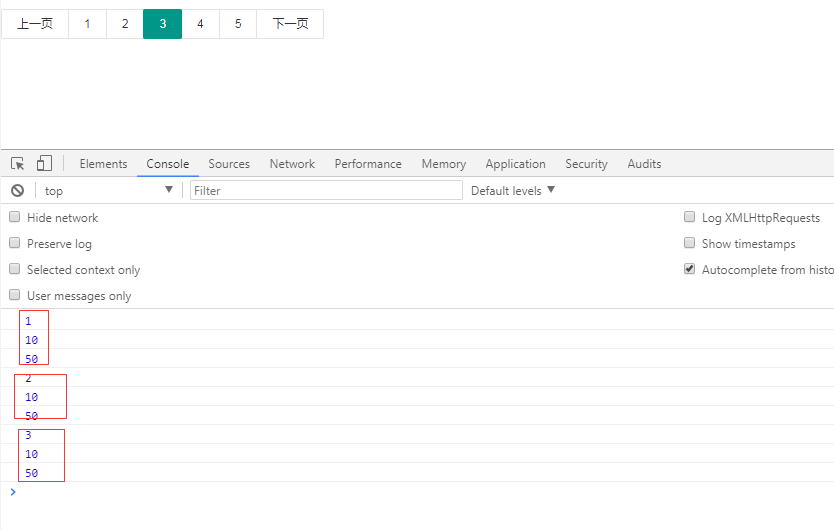 上一页 1 2 3 4 5 下一页
Elements Console Sources Network Performance Memory Application Security Audits
top Filter Default levels
Hide network Log XMLHttpRequests
Preserve log Show timestamps
Selected context only Autocomplete from histo
User messages only
1
10
50
2
10
50
3
10
50
>